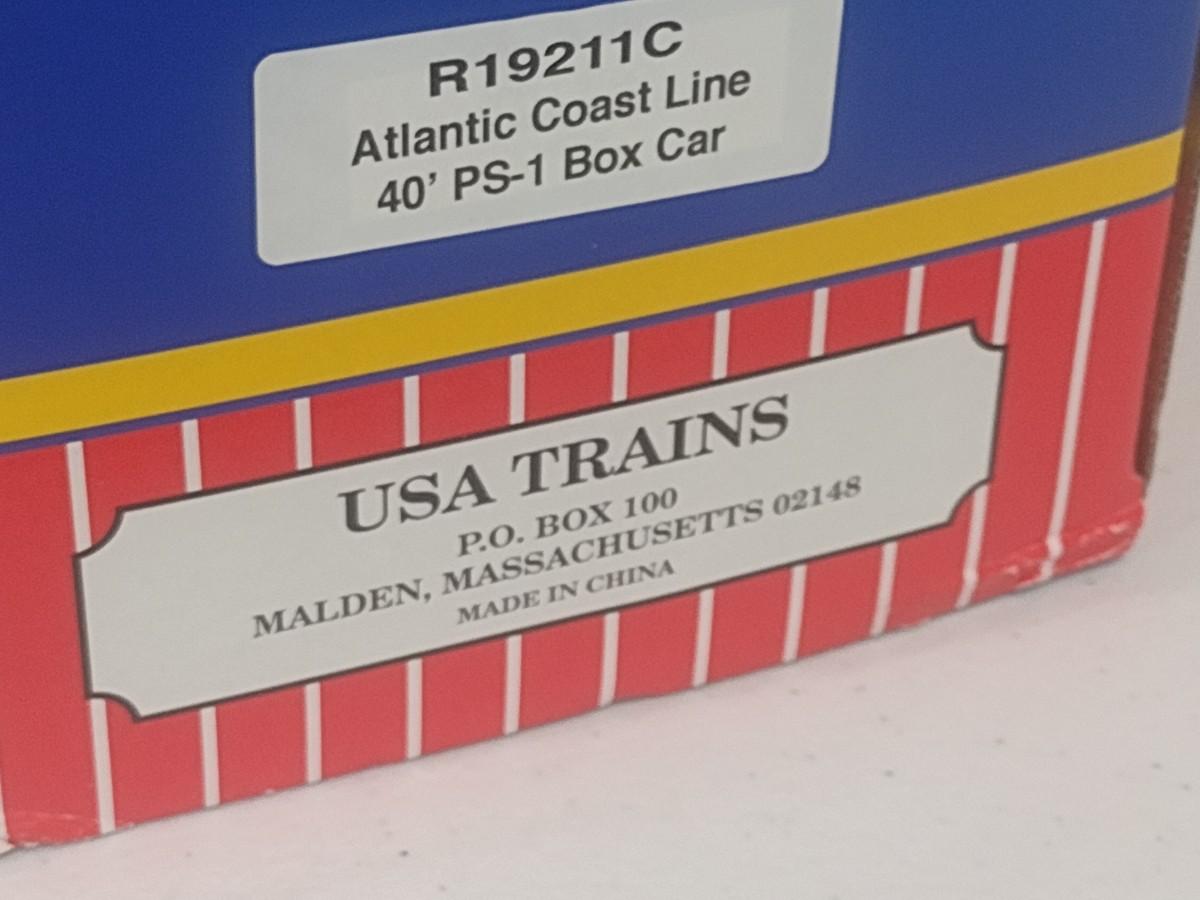 R19211C
Atlantic Coast Line
40' PS-1 Box Car
USA TRAINS
P.O. BOX 100
MALDEN, MASSACHUSETTS 02148
MADE IN CHINA